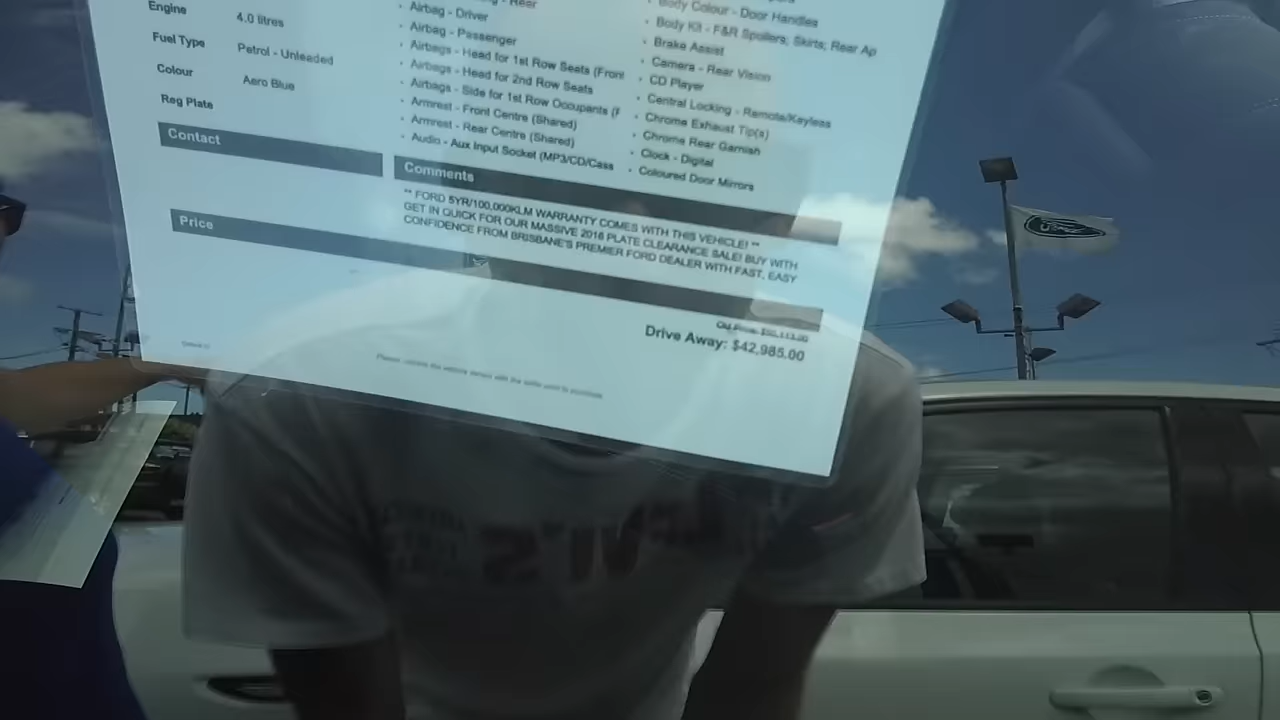 Engine 4.0 litres
Fuel Type Petrol - Unleaded
Colour Aero Blue
Reg Plate
Contact
Price
- Rear
Airbag - Driver
Airbag - Passenger
Airbags - Head for 1st Row Seats (Front
Airbags - Head for 2nd Row Seats
Airbags - Side for 1st Row Occupants (F
Armrest - Front Centre (Shared)
Armrest - Rear Centre (Shared)
Audio - Aux Input Socket (MP3/CD/Cass
Body Colour - Door Handles
Body Kit - F&R Spoilers; Skirts; Rear Ap
Brake Assist
Camera - Rear Vision
CD Player
Central Locking - Remote/Keyless
Chrome Exhaust Tip(s)
Chrome Rear Garnish
Clock - Digital
Coloured Door Mirrors
Comments
** FORD 5YR/100,000KLM WARRANTY COMES WITH THIS VEHICLE! **
GET IN QUICK FOR OUR MASSIVE 2016 PLATE CLEARANCE SALE! BUY WITH
CONFIDENCE FROM BRISBANE'S PREMIER FORD DEALER WITH FAST, EASY
Drive Away: $42,985.00
Ford